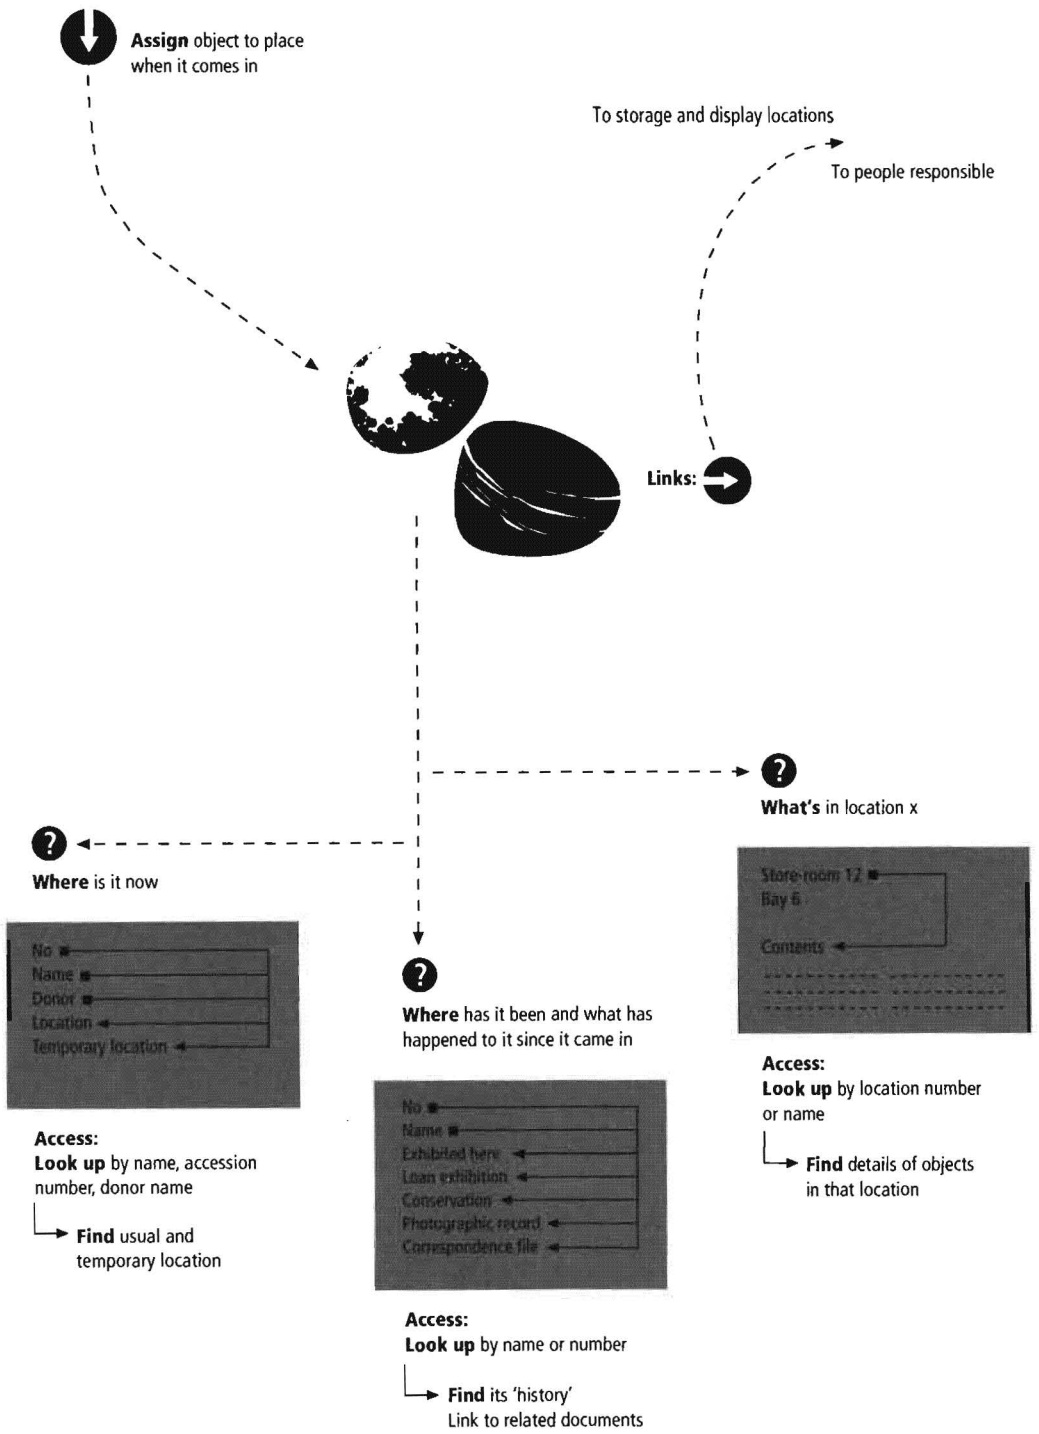 Assign object to place
when it comes in
To storage and display locations
To people responsible
Links:
?
What's in location x
Store-room 12
Bay 6
Contents
Access:
Look up by location number
or name
Find details of objects
in that location
?
Where is it now
No
Name
Donor
Location
Temporary location
Access:
Look up by name, accession
number, donor name
Find usual and
temporary location
?
Where has it been and what has
happened to it since it came in
No
Name
Exhibited here
Loan exhibition
Conservation
Photographic record
Correspondence file
Access:
Look up by name or number
Find its 'history'
Link to related documents